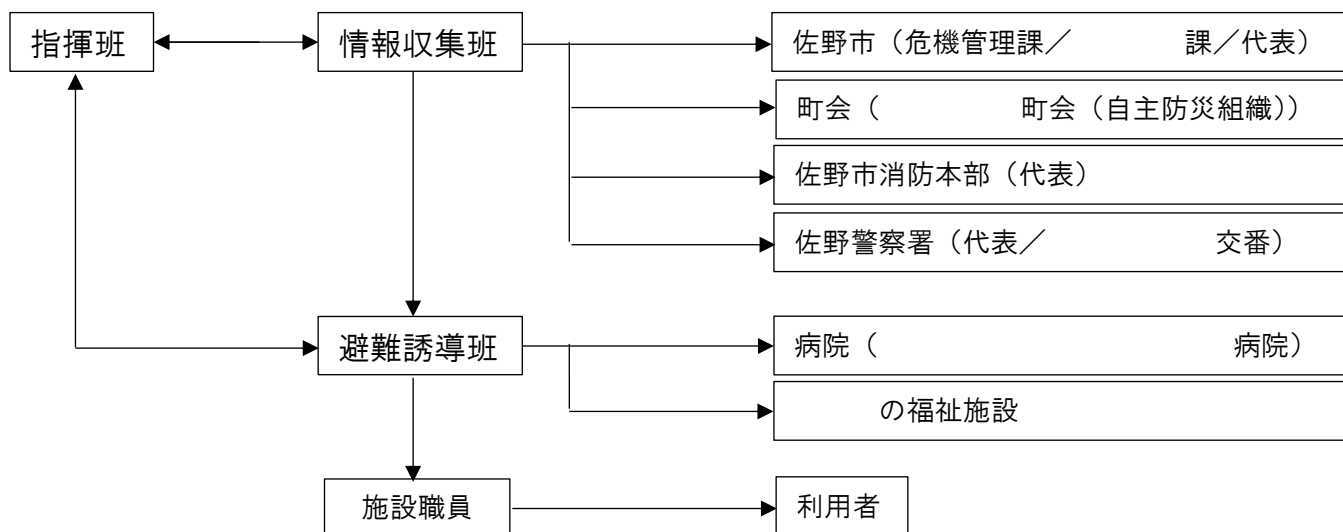 指揮班
情報収集班
佐野市（危機管理課／　　　　課／代表）
町会（　　　　　町会（自主防災組織））
佐野市消防本部（代表）
佐野警察署（代表／　　　　　　交番）
避難誘導班
病院（　　　　　　　　　　　　病院）
　　　の福祉施設
施設職員
利用者